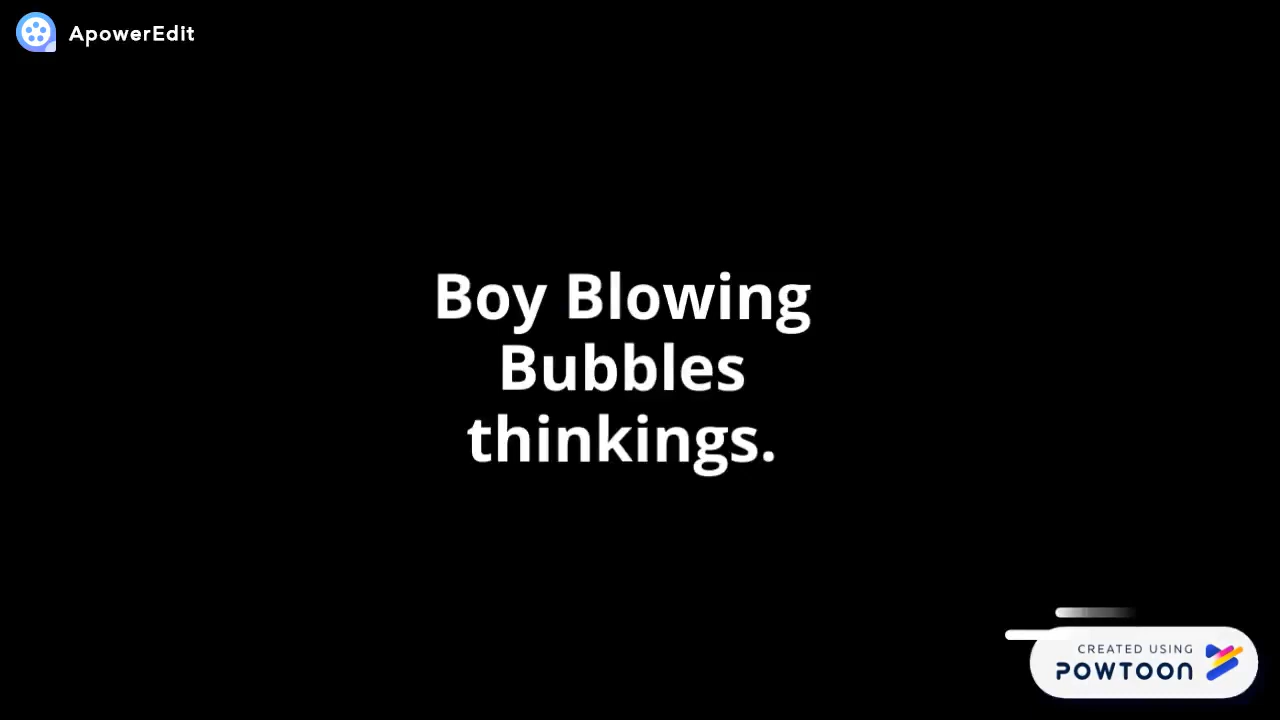 ApowerEdit
Boy Blowing
Bubbles
thinkings.
CREATED USING
POWTOON